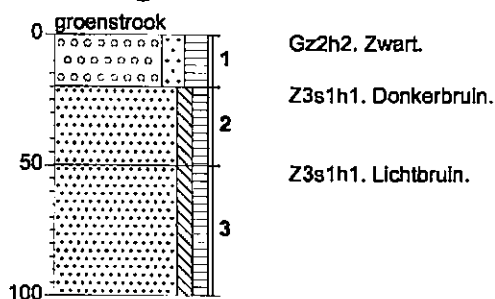 groenstrook
0
1
Gz2h2. Zwart.
Z3s1h1. Donkerbruin.
2
50
Z3s1h1. Lichtbruin.
3
100